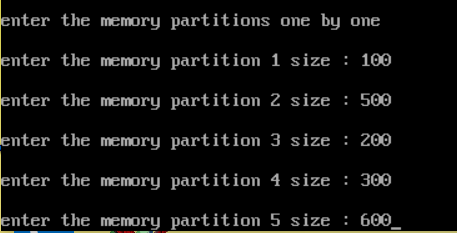 enter the memory partitions one by one
enter the memory partition 1 size : 100
enter the memory partition 2 size : 500
enter the memory partition 3 size : 200
enter the memory partition 4 size : 300
enter the memory partition 5 size : 600_